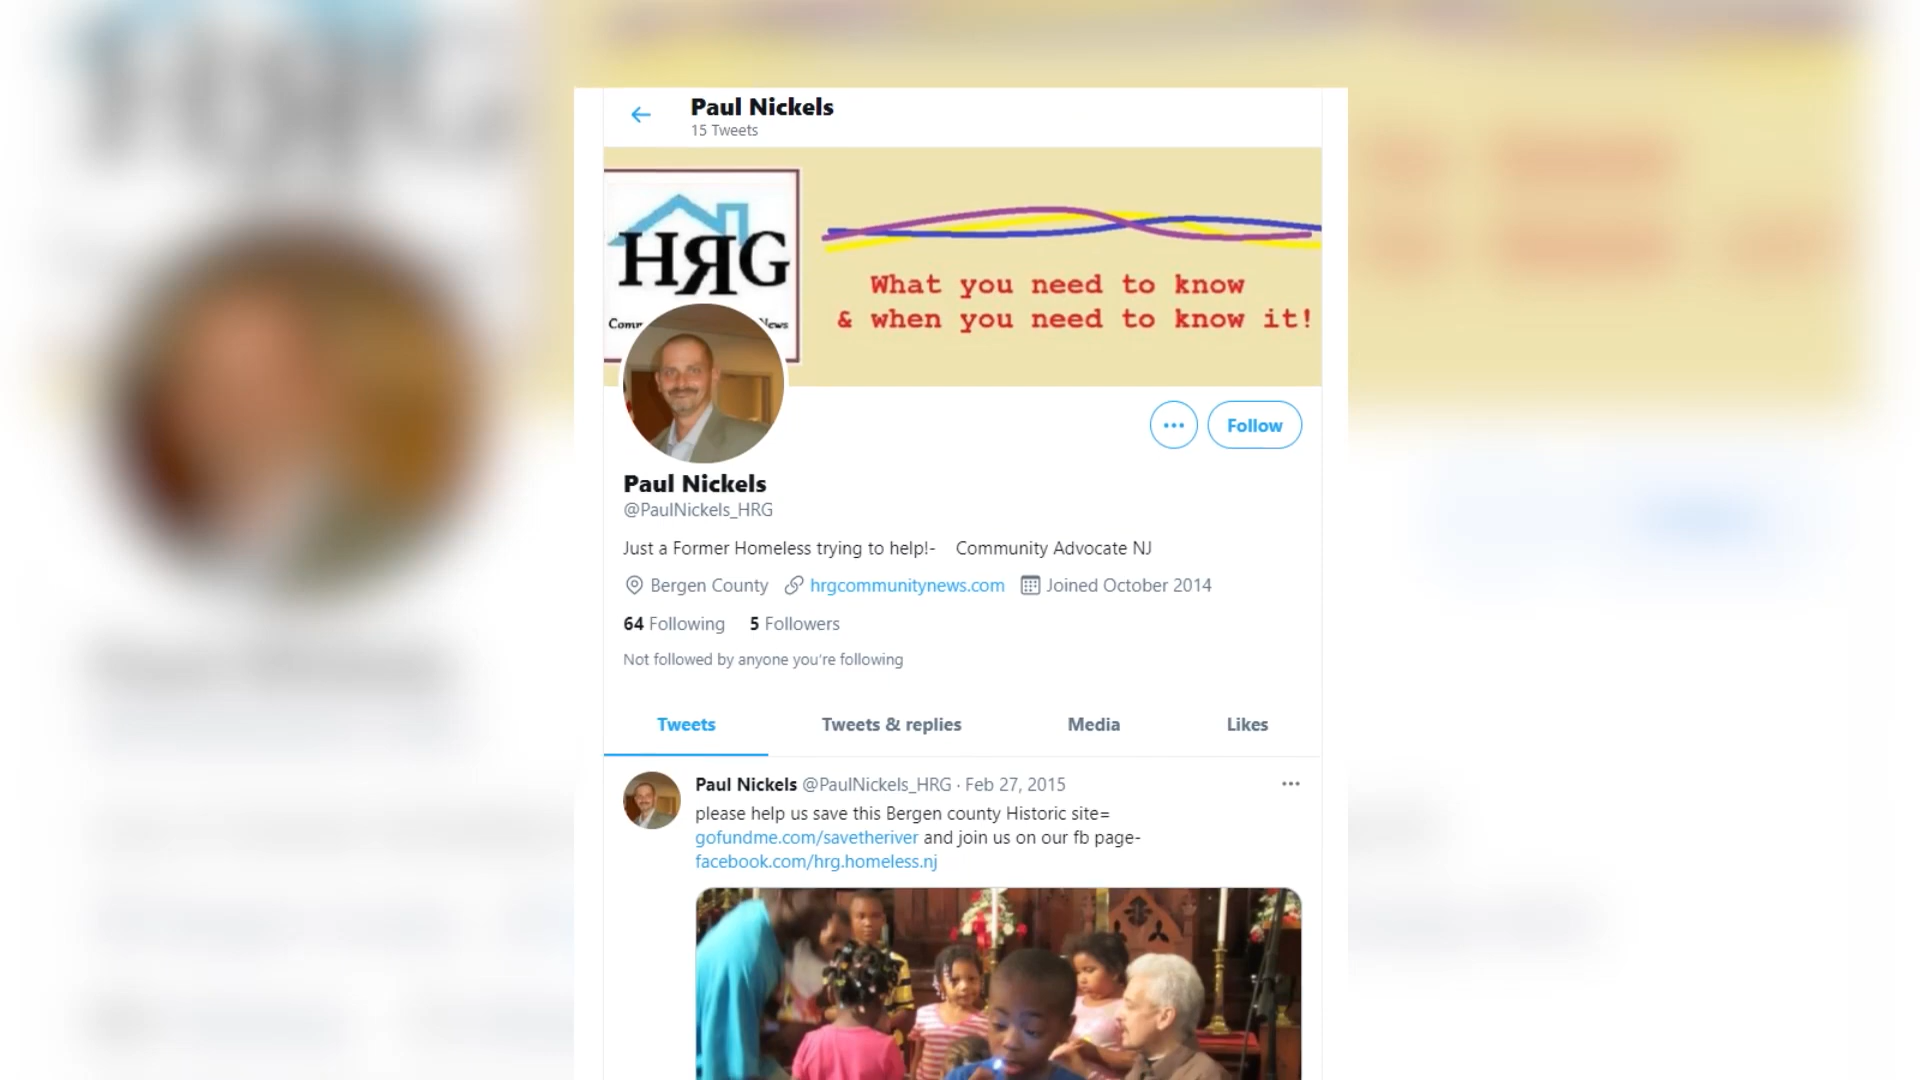 Paul Nickels
15 Tweets
HRG
News
What you need to know
& when you need to know it!
Follow
Paul Nickels
@PaulNickels_HRG
Just a Former Homeless trying to help!- Community Advocate NJ
Bergen County hrgcommunitynews.com Joined October 2014
64 Following 5 Followers
Not followed by anyone you're following
Tweets Tweets & replies Media Likes
Paul Nickels @PaulNickels_HRG · Feb 27, 2015
please help us save this Bergen county Historic site=
gofundme.com/savetheriver and join us on our fb page-
facebook.com/hrg.homeless.nj